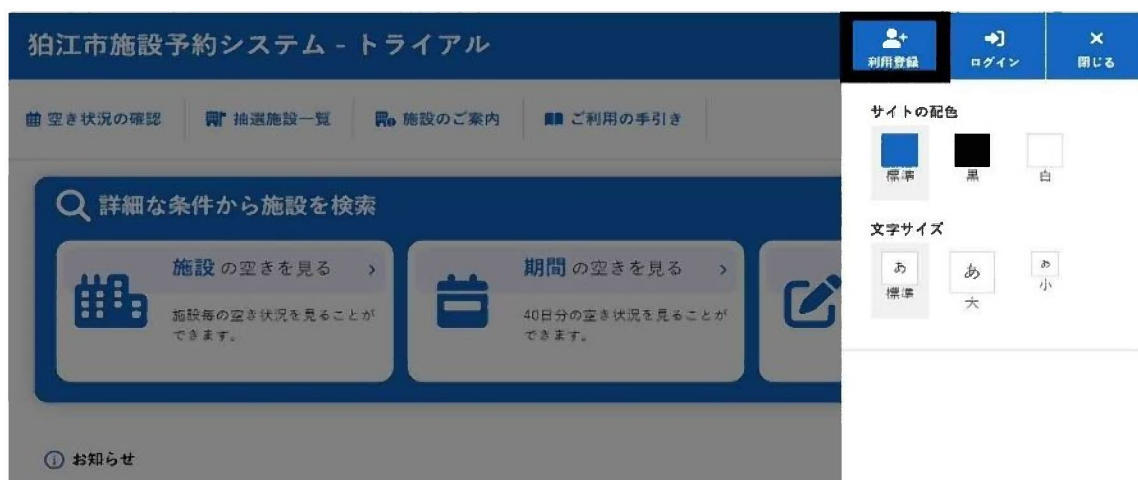 狛江市施設予約システム - トライアル
利用登録
ログイン
閉じる
空き状況の確認
抽選施設一覧
施設のご案内
ご利用の手引き
詳細な条件から施設を検索
施設の空きを見る
施設毎の空き状況を見ることが
できます。
期間の空きを見る
40日分の空き状況を見ることが
できます。
お知らせ
サイトの配色
標準
黒
白
文字サイズ
あ
標準
あ
大
あ
小